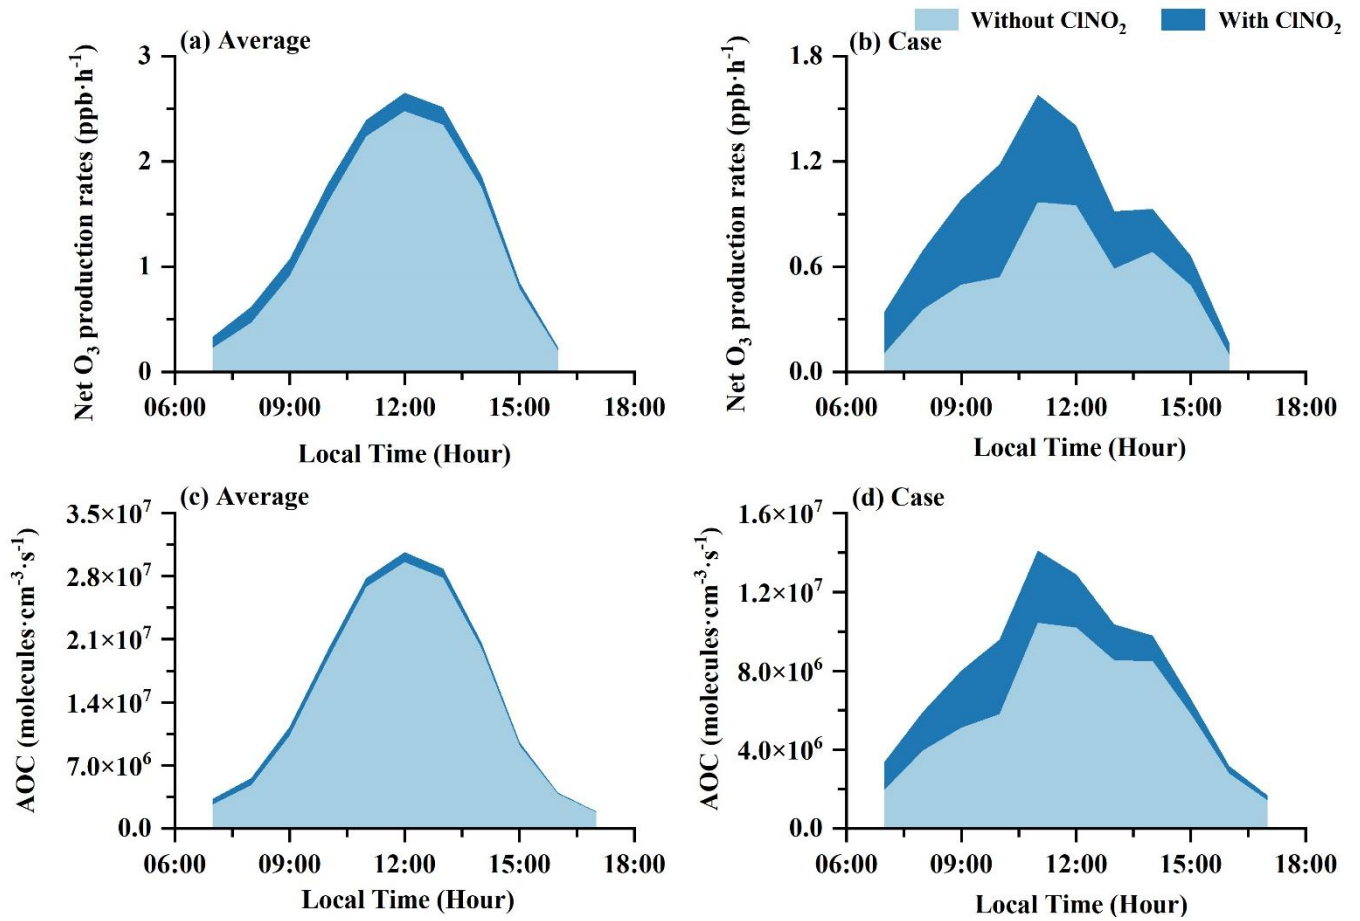 Without ClNO₂ With ClNO₂
(a) Average
Net O₃ production rates (ppb·h⁻¹)
3
2
1
0
06:00 09:00 12:00 15:00 18:00
Local Time (Hour)
(b) Case
Net O₃ production rates (ppb·h⁻¹)
1.8
1.2
0.6
0.0
06:00 09:00 12:00 15:00 18:00
Local Time (Hour)
(c) Average
AOC (molecules·cm⁻³·s⁻¹)
3.5×10⁷
2.8×10⁷
2.1×10⁷
1.4×10⁷
7.0×10⁶
0.0
06:00 09:00 12:00 15:00 18:00
Local Time (Hour)
(d) Case
AOC (molecules·cm⁻³·s⁻¹)
1.6×10⁷
1.2×10⁷
8.0×10⁶
4.0×10⁶
0.0
06:00 09:00 12:00 15:00 18:00
Local Time (Hour)